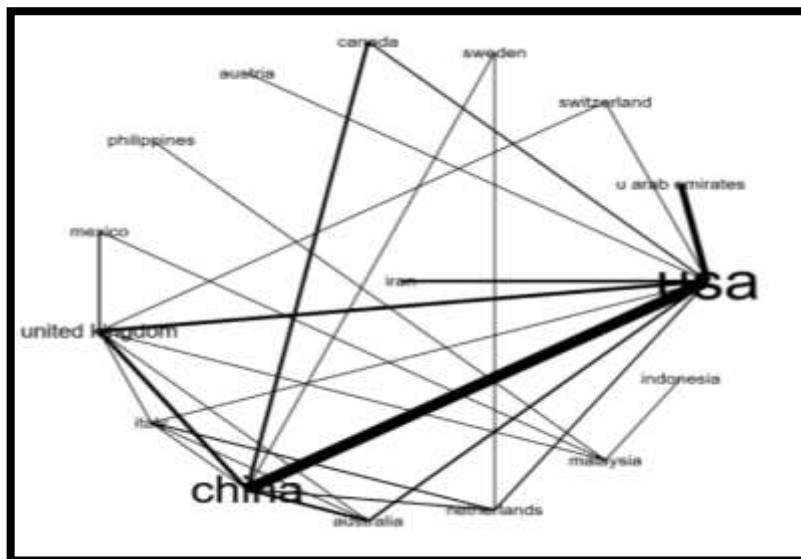 canada
sweden
austria
switzerland
philippines
u arab emirates
mexico
iran
usa
united kingdom
indonesia
italy
malaysia
china
netherlands
australia